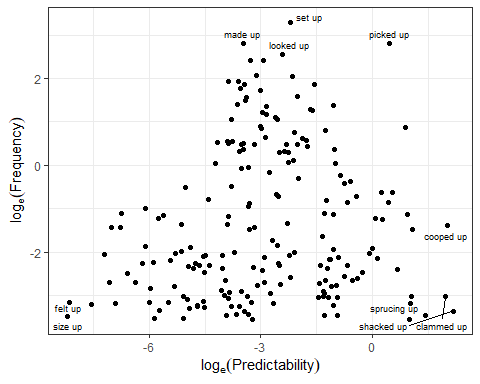 set up
made up
picked up
looked up
2
0
-2
cooped up
felt up
sprucing up
size up
shacked up
clammed up
-6
-3
0
logₑ(Frequency)
logₑ(Predictability)